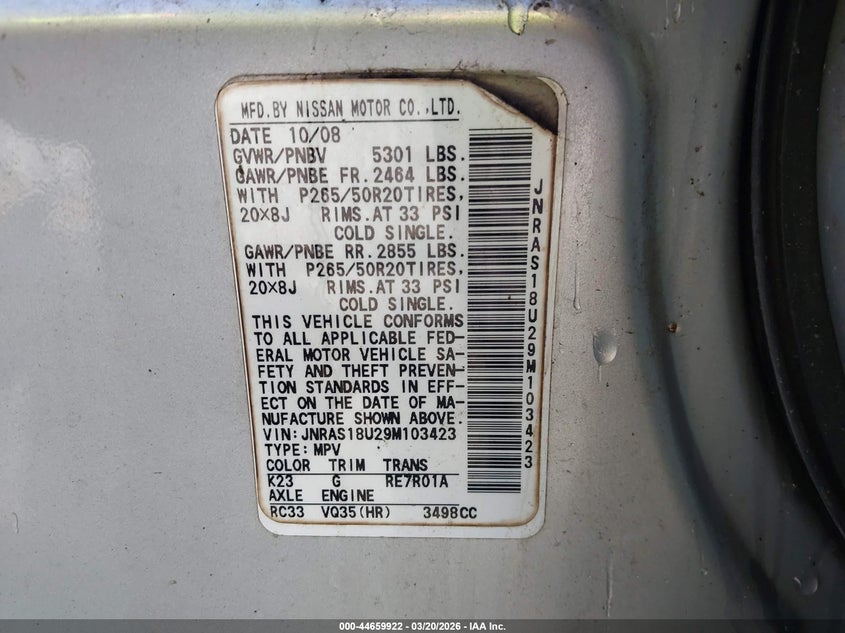 MFD.BY NISSAN MOTOR CO.,LTD.
DATE 10/08
GVWR/PNBV 5301 LBS.
GAWR/PNBE FR.2464 LBS.
WITH P265/50R20TIRES,
20×8J RIMS.AT 33 PSI
COLD SINGLE.
GAWR/PNBE RR.2855 LBS.
WITH P265/50R20TIRES,
20×8J RIMS.AT 33 PSI
COLD SINGLE.
THIS VEHICLE CONFORMS
TO ALL APPLICABLE FED-
ERAL MOTOR VEHICLE SA-
FETY AND THEFT PREVEN-
TION STANDARDS IN EFF-
ECT ON THE DATE OF MA-
NUFACTURE SHOWN ABOVE.
VIN:JNRAS18U29M103423
TYPE:MPV
COLOR TRIM TRANS
K23 G RE7R01A
AXLE ENGINE
RC33 VQ35(HR) 3498CC
JNRAS18U29M103423
000-44659922 - 03/20/2026 - IAA Inc.